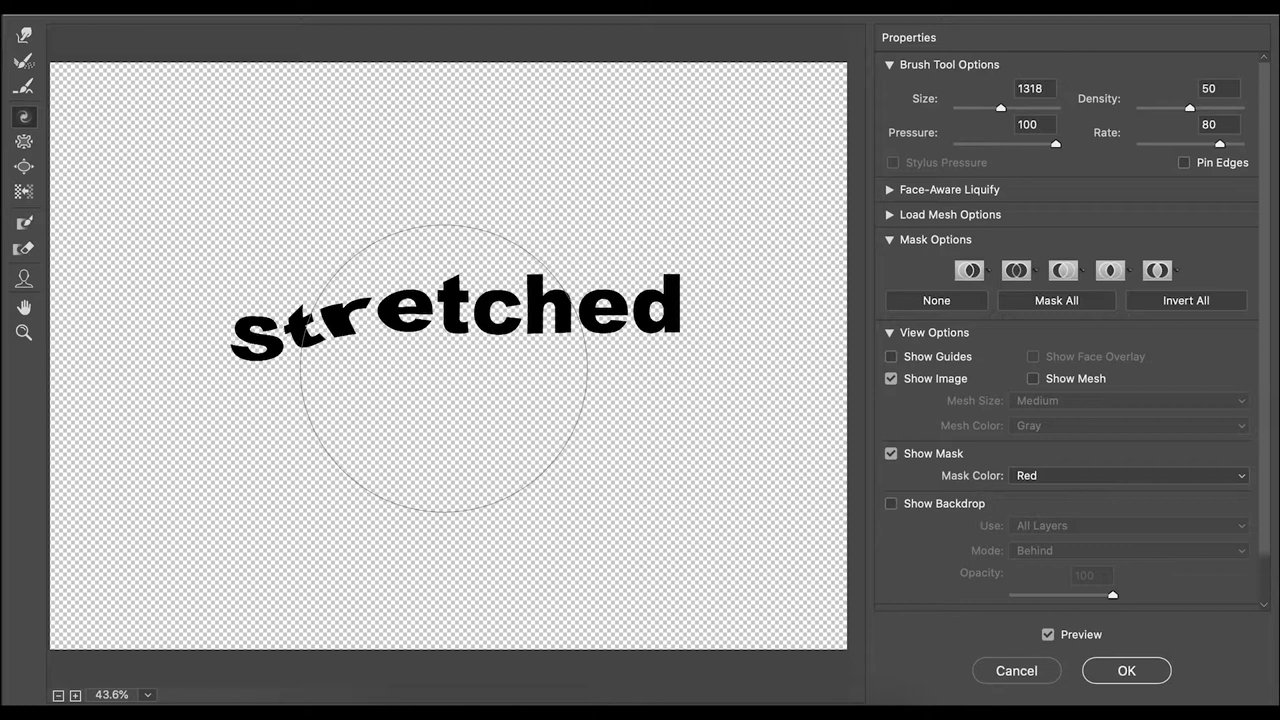 Properties
Brush Tool Options
Size: 1318 Density: 50
Pressure: 100 Rate: 80
Stylus Pressure Pin Edges
Face-Aware Liquify
Load Mesh Options
Mask Options
None Mask All Invert All
View Options
Show Guides Show Face Overlay
Show Image Show Mesh
Mesh Size: Medium
Mesh Color: Gray
Show Mask
Mask Color: Red
Show Backdrop
Use: All Layers
Mode: Behind
Opacity: 100
Preview
Cancel OK
stretched
43.6%